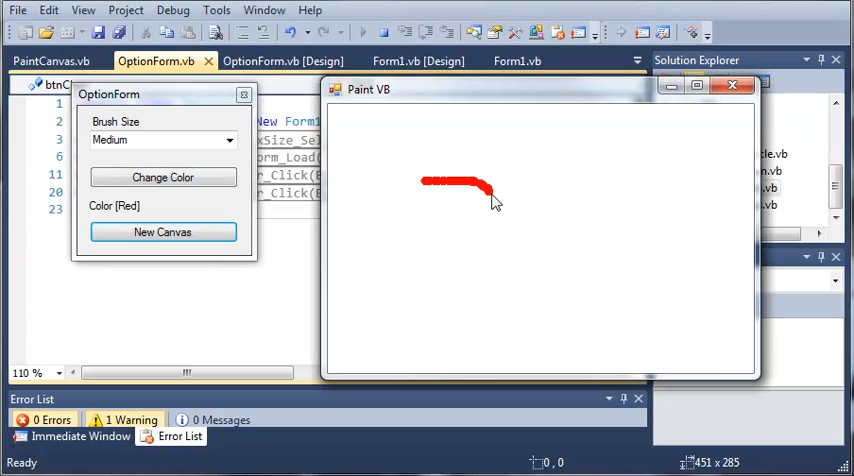 File Edit View Project Debug Tools Window Help
PaintCanvas.vb OptionForm.vb OptionForm.vb [Design] Form1.vb [Design] Form1.vb
Solution Explorer
btnC
OptionForm
Paint VB
1
2 New Form1
3 xSize_Sel
6 orm_Load(
11 r_Click(
20 r_Click(
23
Brush Size
Medium
Change Color
Color [Red]
New Canvas
cle.vb
n.vb
s.vb
s.vb
110 %
Error List
0 Errors 1 Warning 0 Messages
Immediate Window Error List
Ready 0 , 0 451 x 285